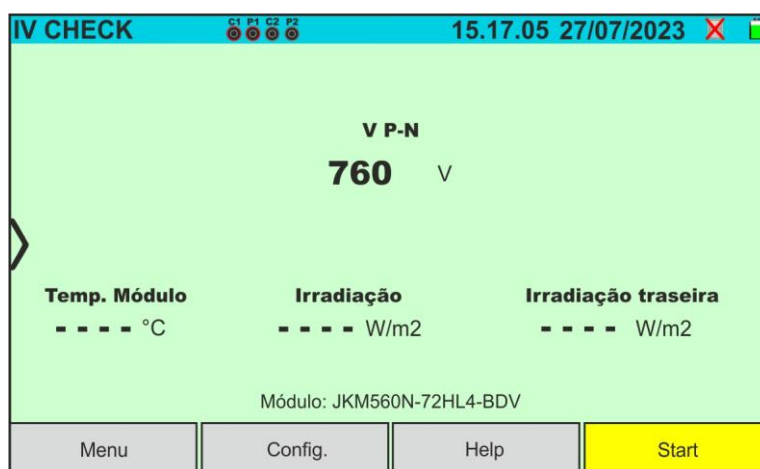 IV CHECK C1 P1 C2 P2 15.17.05 27/07/2023
V P-N
760 V
Temp. Módulo Irradiação Irradiação traseira
- - - - °C - - - - W/m2 - - - - W/m2
Módulo: JKM560N-72HL4-BDV
Menu Config. Help Start